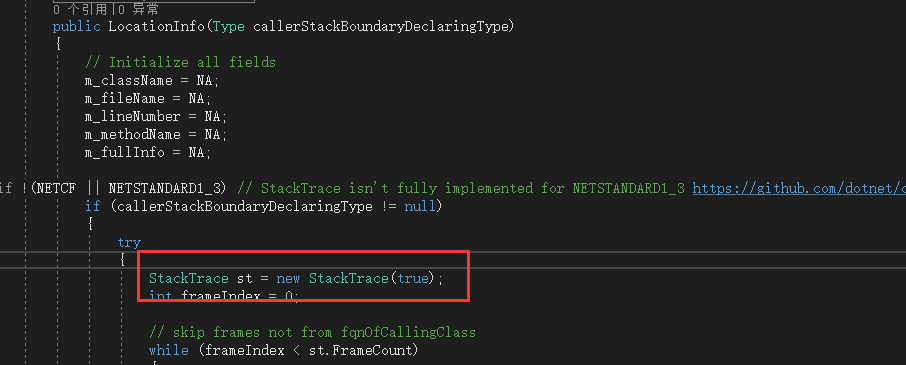 0 个引用|0 异常
public LocationInfo(Type callerStackBoundaryDeclaringType)
{
// Initialize all fields
m_className = NA;
m_fileName = NA;
m_lineNumber = NA;
m_methodName = NA;
m_fullInfo = NA;
if !(NETCF || NETSTANDARD1_3) // StackTrace isn't fully implemented for NETSTANDARD1_3 https://github.com/dotnet/
if (callerStackBoundaryDeclaringType != null)
{
try
{
StackTrace st = new StackTrace(true);
int frameIndex = 0;
// skip frames not from fqnOfCallingClass
while (frameIndex < st.FrameCount)